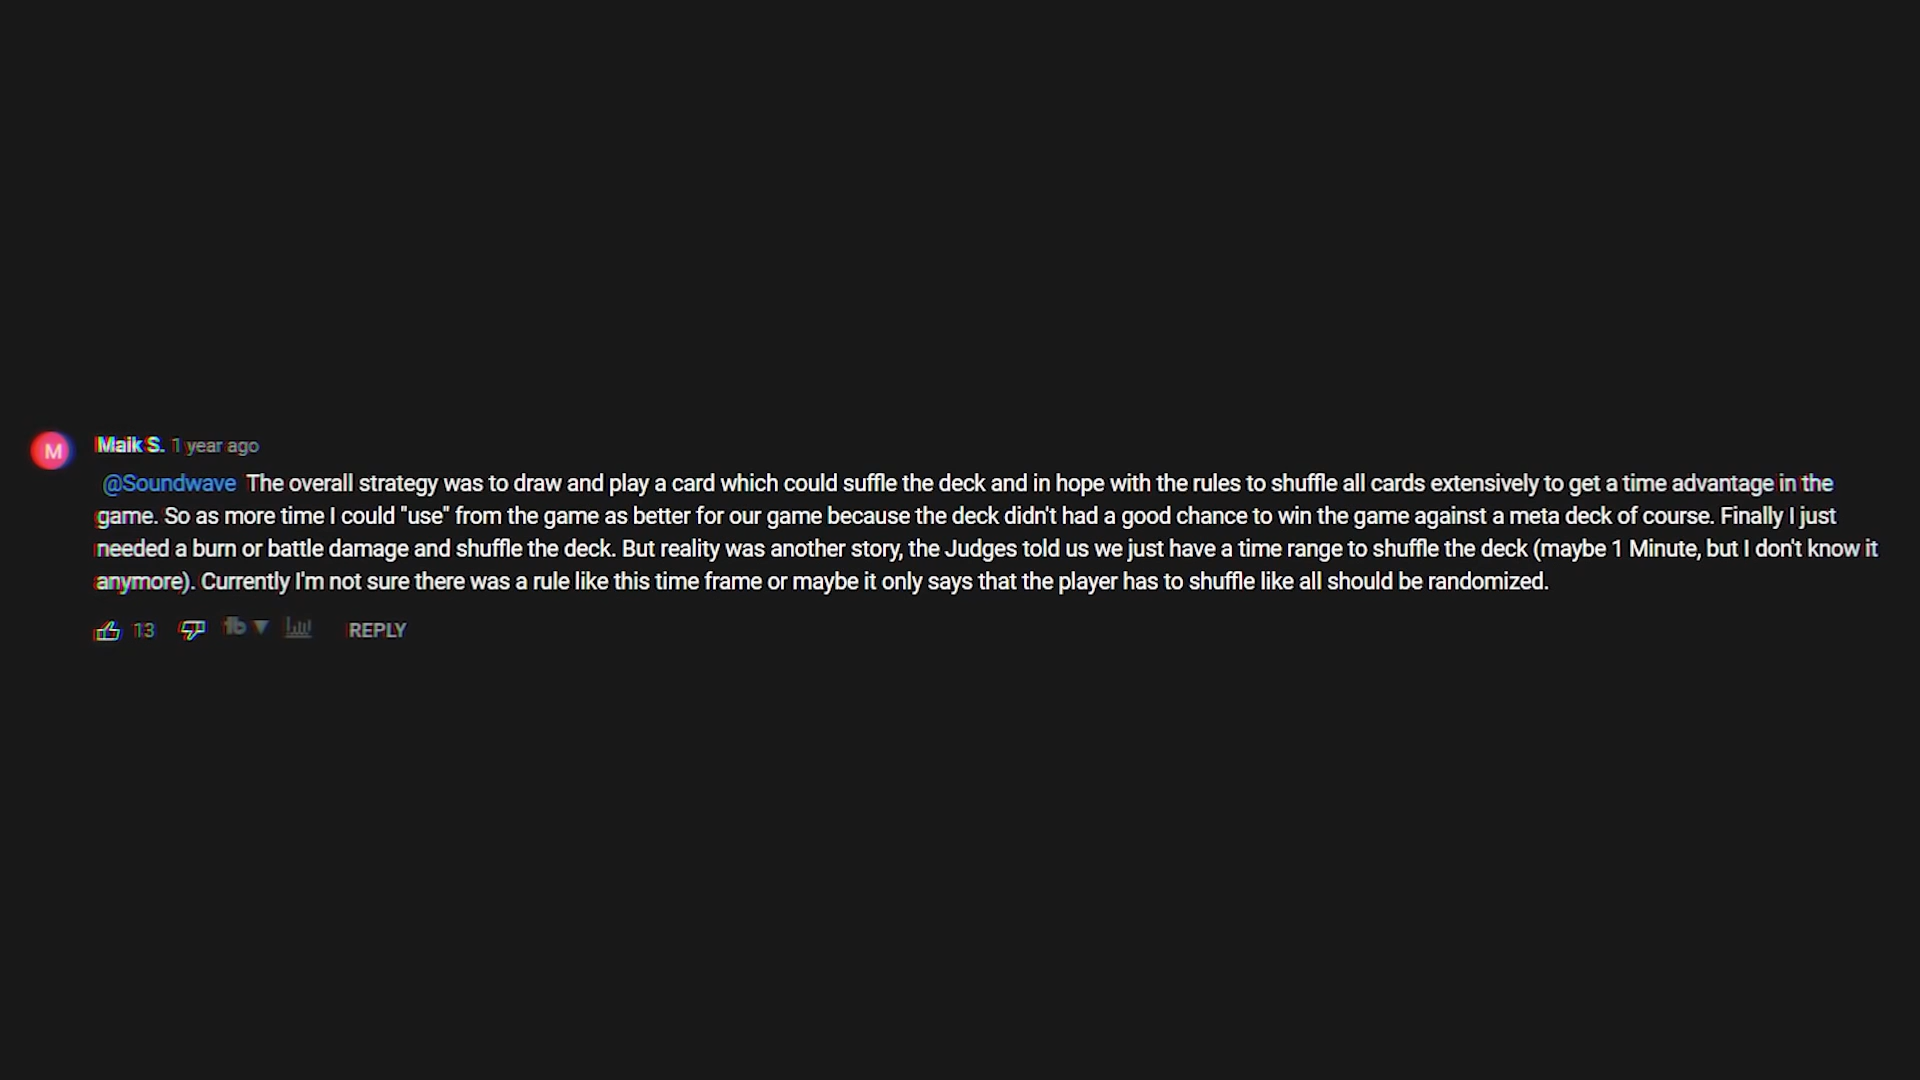 M
Maik S. 1 year ago
@Soundwave The overall strategy was to draw and play a card which could suffle the deck and in hope with the rules to shuffle all cards extensively to get a time advantage in the
game. So as more time I could "use" from the game as better for our game because the deck didn't had a good chance to win the game against a meta deck of course. Finally I just
needed a burn or battle damage and shuffle the deck. But reality was another story, the Judges told us we just have a time range to shuffle the deck (maybe 1 Minute, but I don't know it
anymore). Currently I'm not sure there was a rule like this time frame or maybe it only says that the player has to shuffle like all should be randomized.
13 REPLY